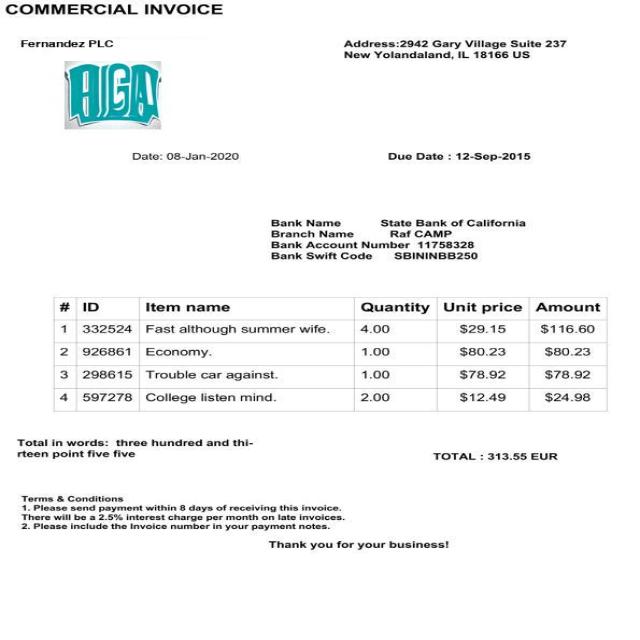 COMMERCIAL INVOICE
Fernandez PLC
Address:2942 Gary Village Suite 237
New Yolandaland, IL 18166 US
AIGA
Date: 08-Jan-2020
Due Date : 12-Sep-2015
Bank Name State Bank of California
Branch Name Raf CAMP
Bank Account Number 11758328
Bank Swift Code SBININBB250
# ID Item name Quantity Unit price Amount
1 332524 Fast although summer wife. 4.00 $29.15 $116.60
2 926861 Economy. 1.00 $80.23 $80.23
3 298615 Trouble car against. 1.00 $78.92 $78.92
4 597278 College listen mind. 2.00 $12.49 $24.98
Total in words: three hundred and thi-
rteen point five five
TOTAL : 313.55 EUR
Terms & Conditions
1. Please send payment within 8 days of receiving this invoice.
There will be a 2.5% interest charge per month on late invoices.
2. Please include the Invoice number in your payment notes.
Thank you for your business!